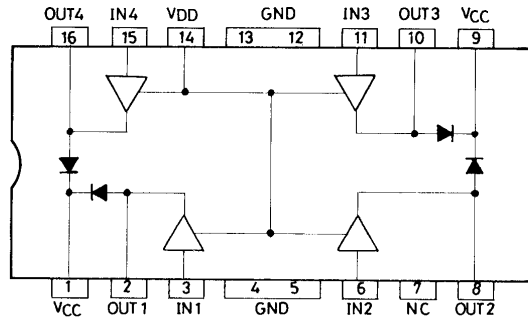 OUT4 IN4 VDD GND IN3 OUT3 VCC
16 15 14 13 12 11 10 9
1 2 3 4 5 6 7 8
VCC OUT1 IN1 GND IN2 NC OUT2